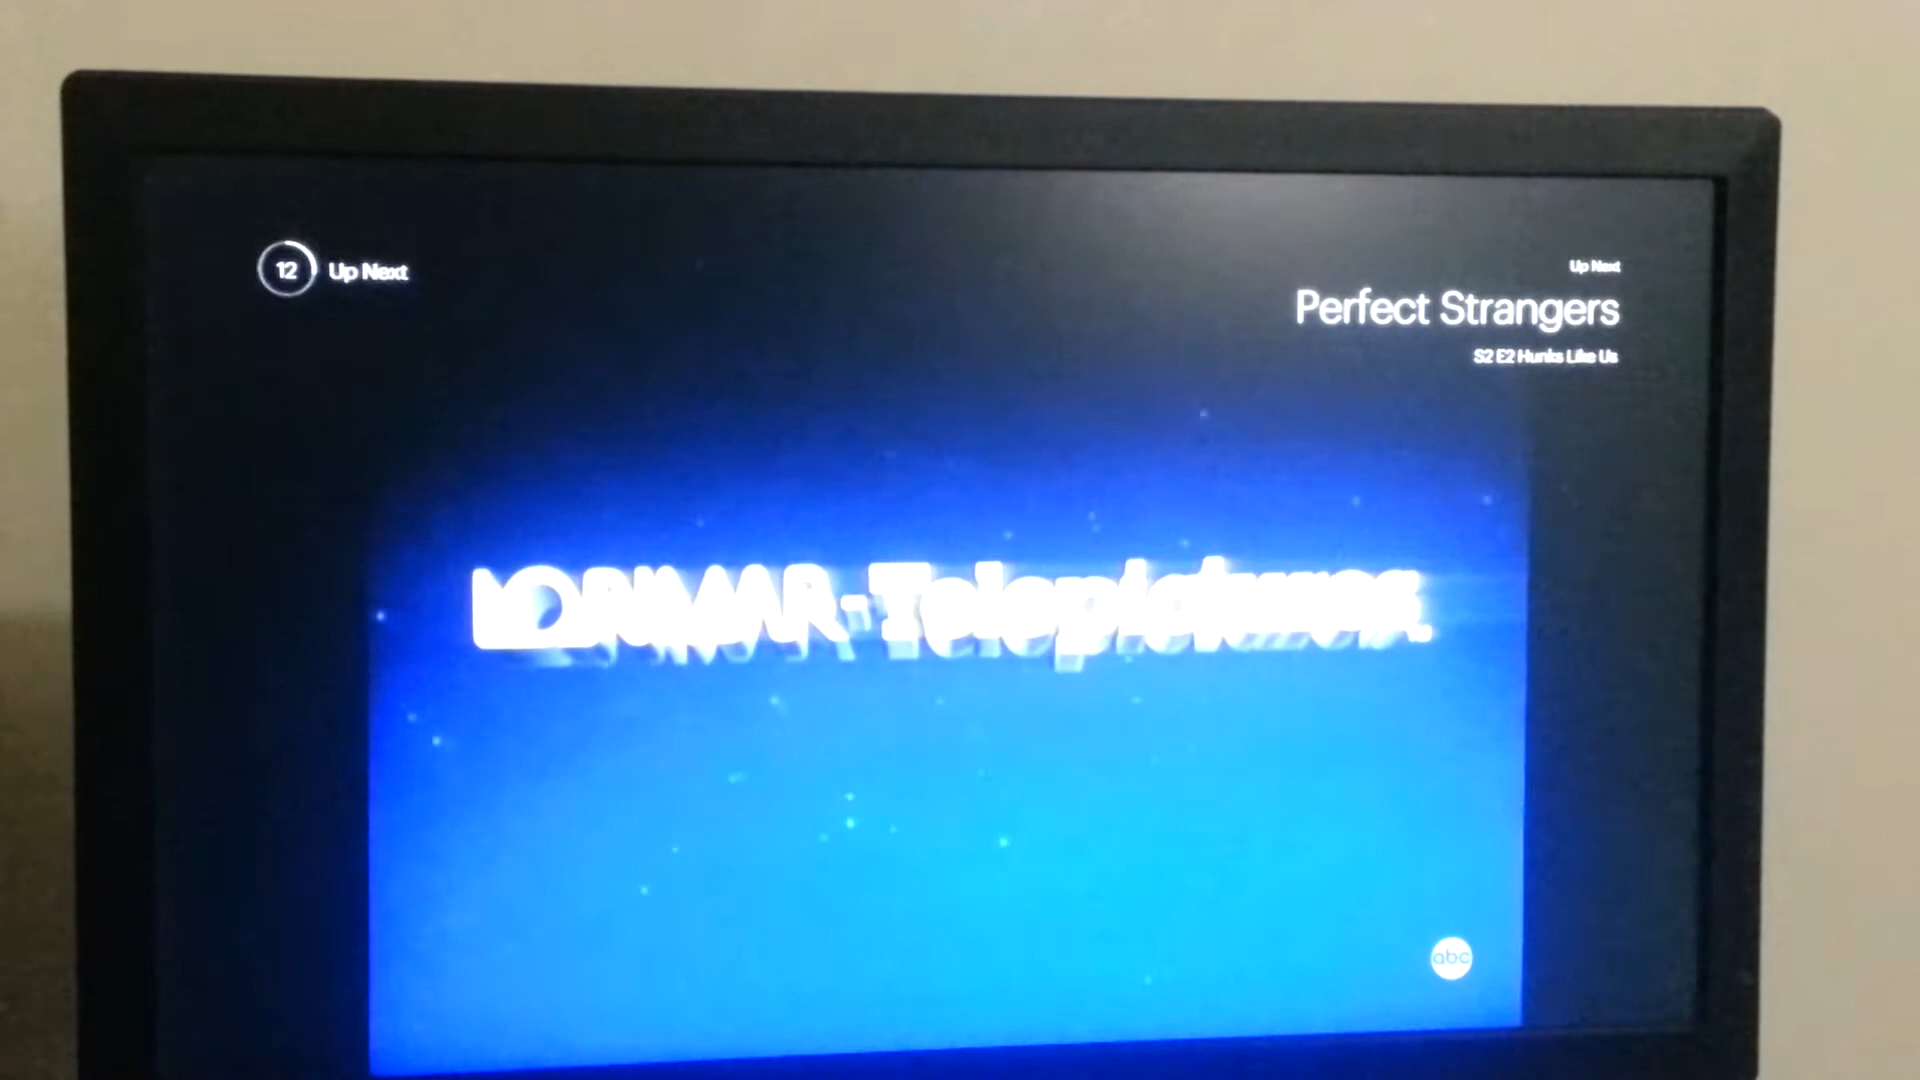 12 Up Next
Up Next
Perfect Strangers
S2 E2 Hunks Like Us
LORIMAR-Telepictures.
abc